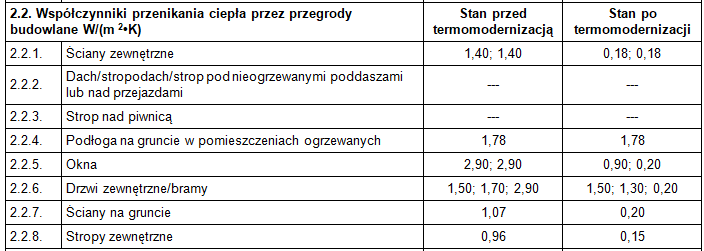 2.2. Współczynniki przenikania ciepła przez przegrody budowlane W/(m ²•K) Stan przed termomodernizacją Stan po termomodernizacji
2.2.1. Ściany zewnętrzne 1,40; 1,40 0,18; 0,18
2.2.2. Dach/stropodach/strop pod nieogrzewanymi poddaszami lub nad przejazdami --- ---
2.2.3. Strop nad piwnicą --- ---
2.2.4. Podłoga na gruncie w pomieszczeniach ogrzewanych 1,78 1,78
2.2.5. Okna 2,90; 2,90 0,90; 0,20
2.2.6. Drzwi zewnętrzne/bramy 1,50; 1,70; 2,90 1,50; 1,30; 0,20
2.2.7. Ściany na gruncie 1,07 0,20
2.2.8. Stropy zewnętrzne 0,96 0,15